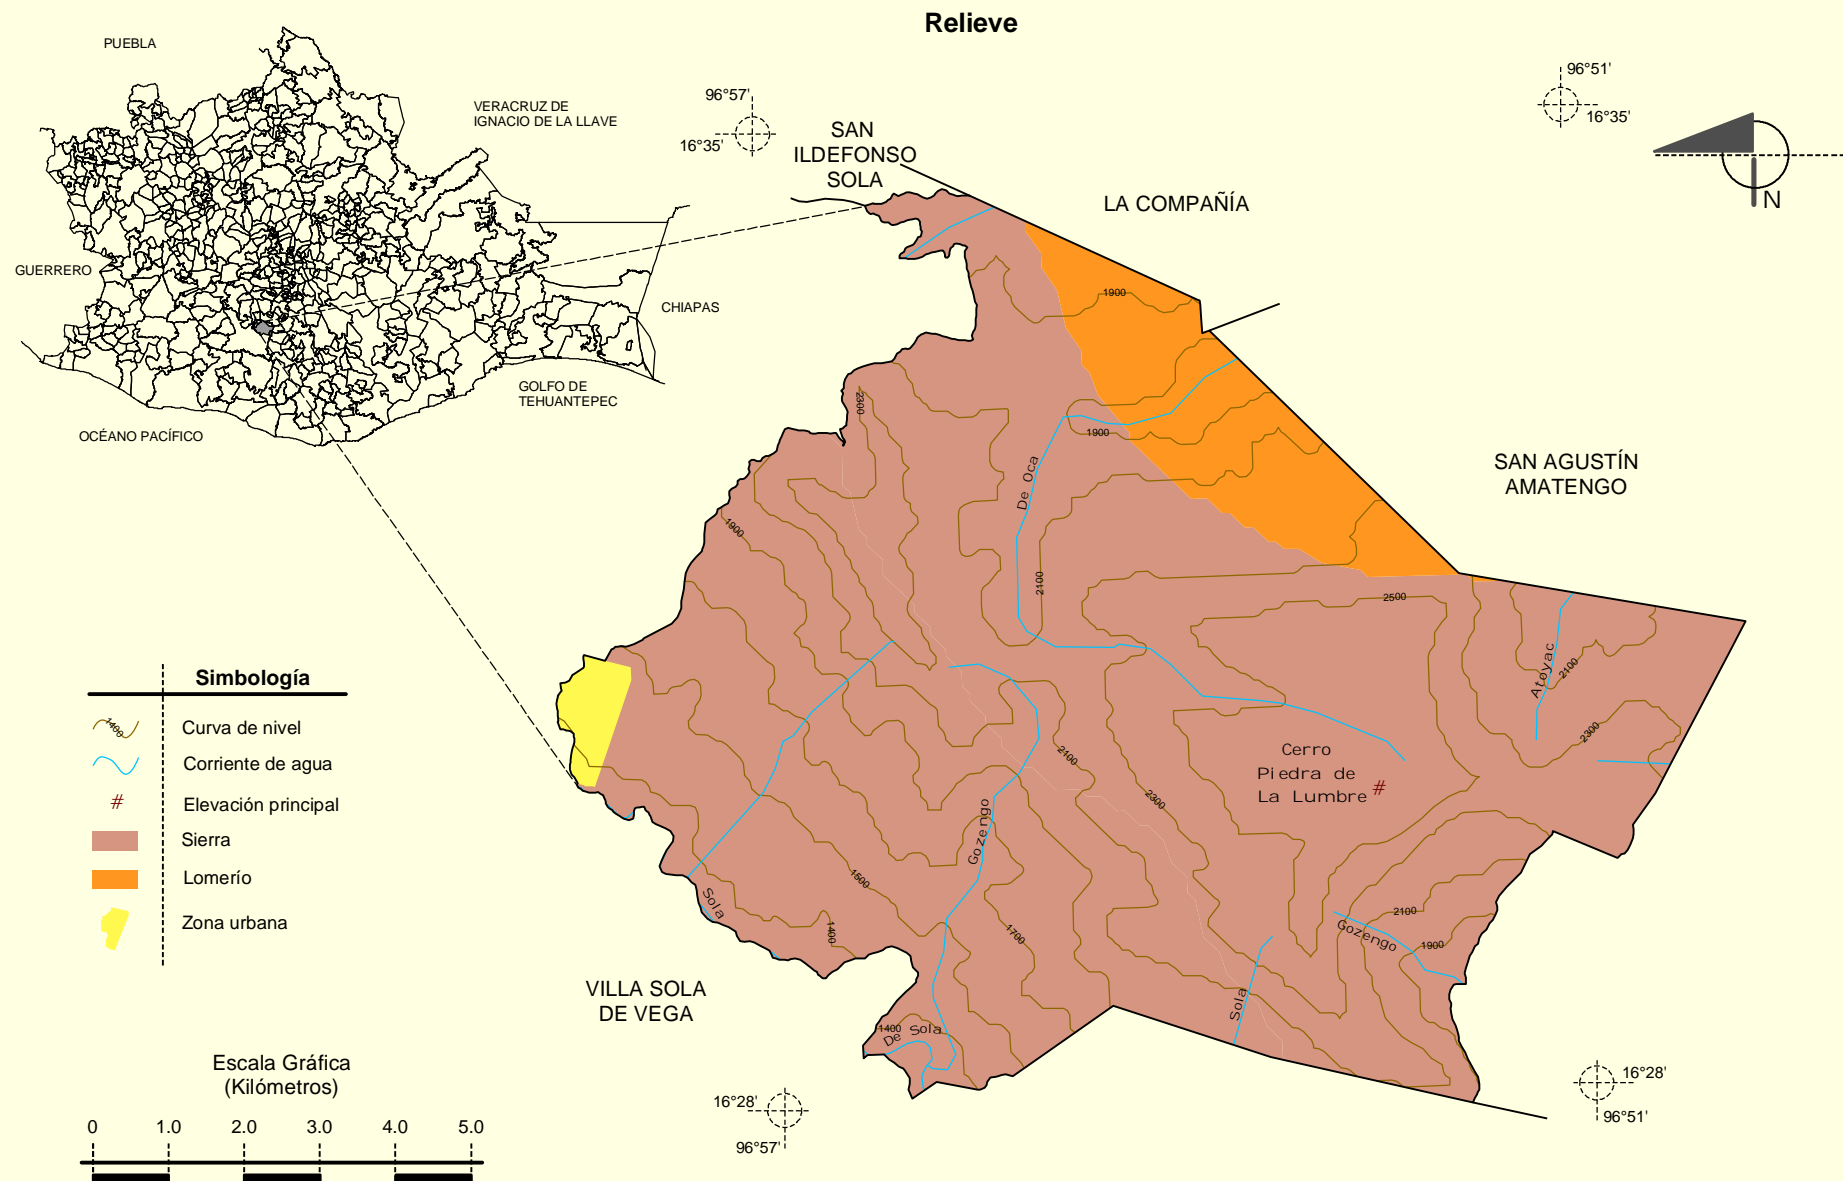 Relieve
PUEBLA
VERACRUZ DE
IGNACIO DE LA LLAVE
GUERRERO
CHIAPAS
GOLFO DE
TEHUANTEPEC
OCÉANO PACÍFICO
96°57'
16°35'
96°51'
16°35'
N
SAN
ILDEFONSO
SOLA
LA COMPAÑÍA
SAN AGUSTÍN
AMATENGO
VILLA SOLA
DE VEGA
1900
2300
1900
De Oca
1900
2100
2500
Atoyac
2100
2300
Cerro
Piedra de
La Lumbre #
2100
2300
Gozengo
1500
Sola
1400
1700
2100
Gozengo
1900
Sola
1400
De Sola
16°28'
96°57'
16°28'
96°51'
Simbología
1400
Curva de nivel
Corriente de agua
# Elevación principal
Sierra
Lomerío
Zona urbana
Escala Gráfica
(Kilómetros)
0 1.0 2.0 3.0 4.0 5.0